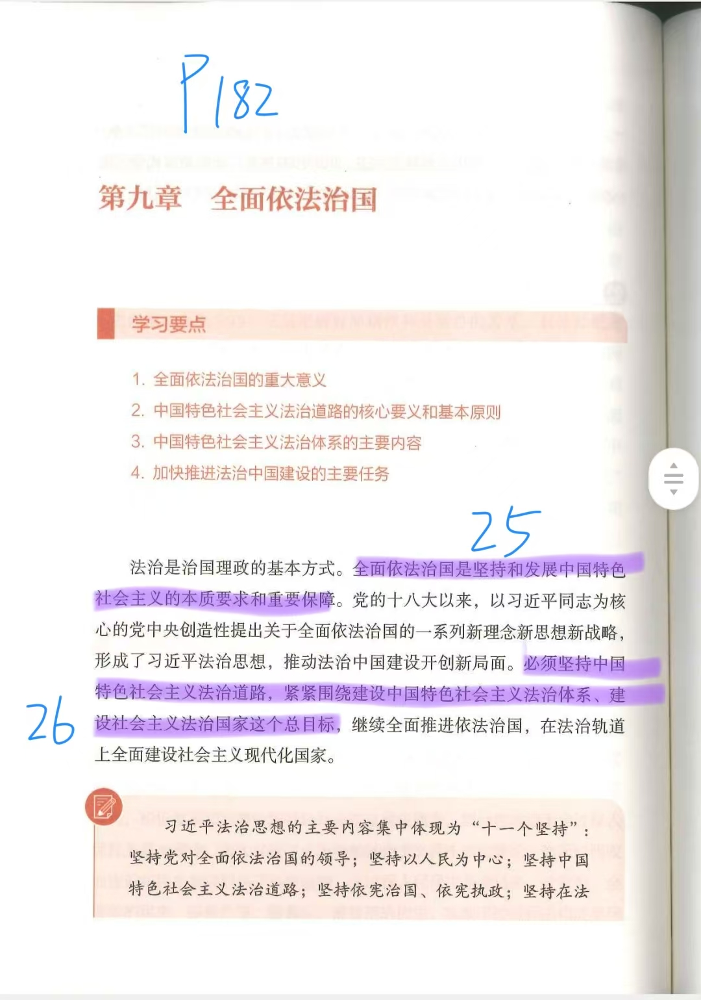 P182
第九章 全面依法治国
学习要点
1. 全面依法治国的重大意义
2. 中国特色社会主义法治道路的核心要义和基本原则
3. 中国特色社会主义法治体系的主要内容
4. 加快推进法治中国建设的主要任务
25
法治是治国理政的基本方式。全面依法治国是坚持和发展中国特色
社会主义的本质要求和重要保障。党的十八大以来，以习近平同志为核
心的党中央创造性提出关于全面依法治国的一系列新理念新思想新战略，
形成了习近平法治思想，推动法治中国建设开创新局面。必须坚持中国
特色社会主义法治道路，紧紧围绕建设中国特色社会主义法治体系、建
26
设社会主义法治国家这个总目标，继续全面推进依法治国，在法治轨道
上全面建设社会主义现代化国家。
习近平法治思想的主要内容集中体现为“十一个坚持”：
坚持党对全面依法治国的领导；坚持以人民为中心；坚持中国
特色社会主义法治道路；坚持依宪治国、依宪执政；坚持在法